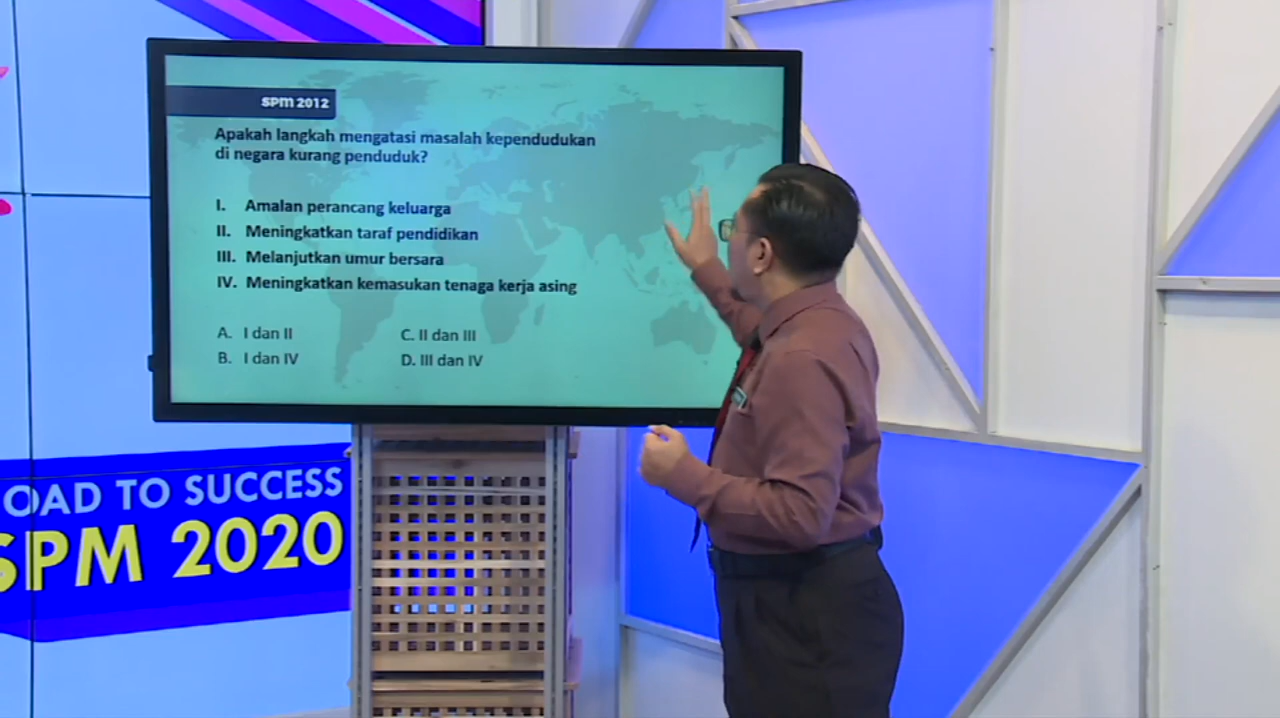 SPM 2012
Apakah langkah mengatasi masalah kependudukan
di negara kurang penduduk?
I. Amalan perancang keluarga
II. Meningkatkan taraf pendidikan
III. Melanjutkan umur bersara
IV. Meningkatkan kemasukan tenaga kerja asing
A. I dan II
C. II dan III
B. I dan IV
D. III dan IV
OAD TO SUCCESS
SPM 2020